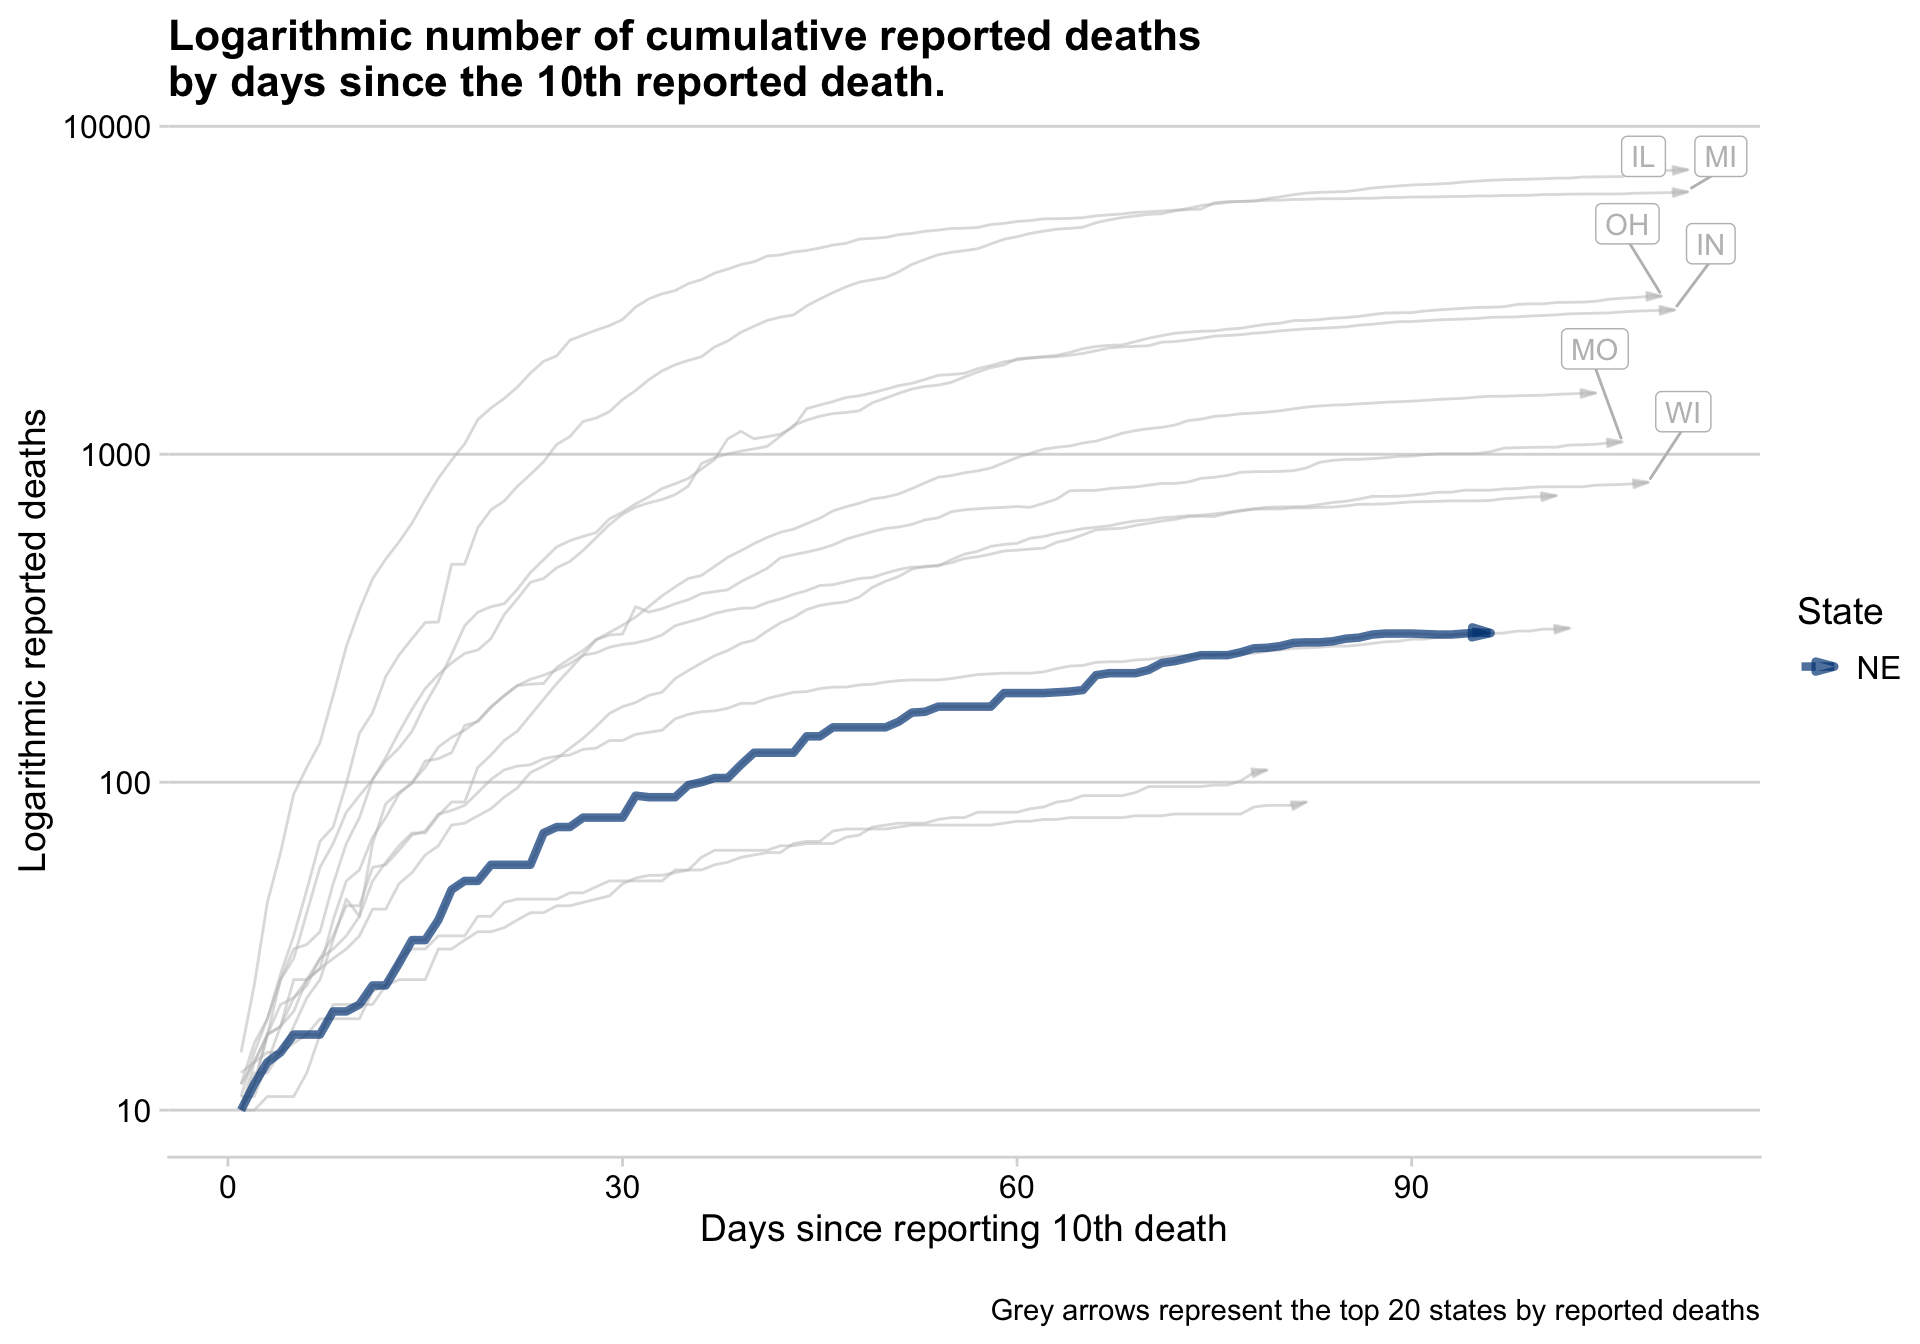 Logarithmic number of cumulative reported deaths
by days since the 10th reported death.
10000
1000
100
10
Logarithmic reported deaths
IL
MI
OH
IN
MO
WI
State
NE
0
30
60
90
Days since reporting 10th death
Grey arrows represent the top 20 states by reported deaths